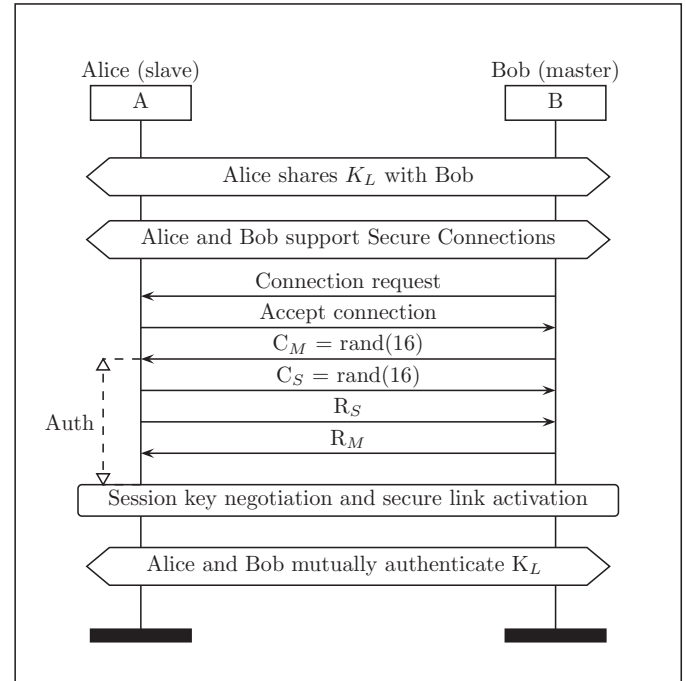 Alice (slave) Bob (master)
A B
Alice shares K_L with Bob
Alice and Bob support Secure Connections
Connection request
Accept connection
C_M = rand(16)
C_S = rand(16)
R_S
Auth
R_M
Session key negotiation and secure link activation
Alice and Bob mutually authenticate K_L